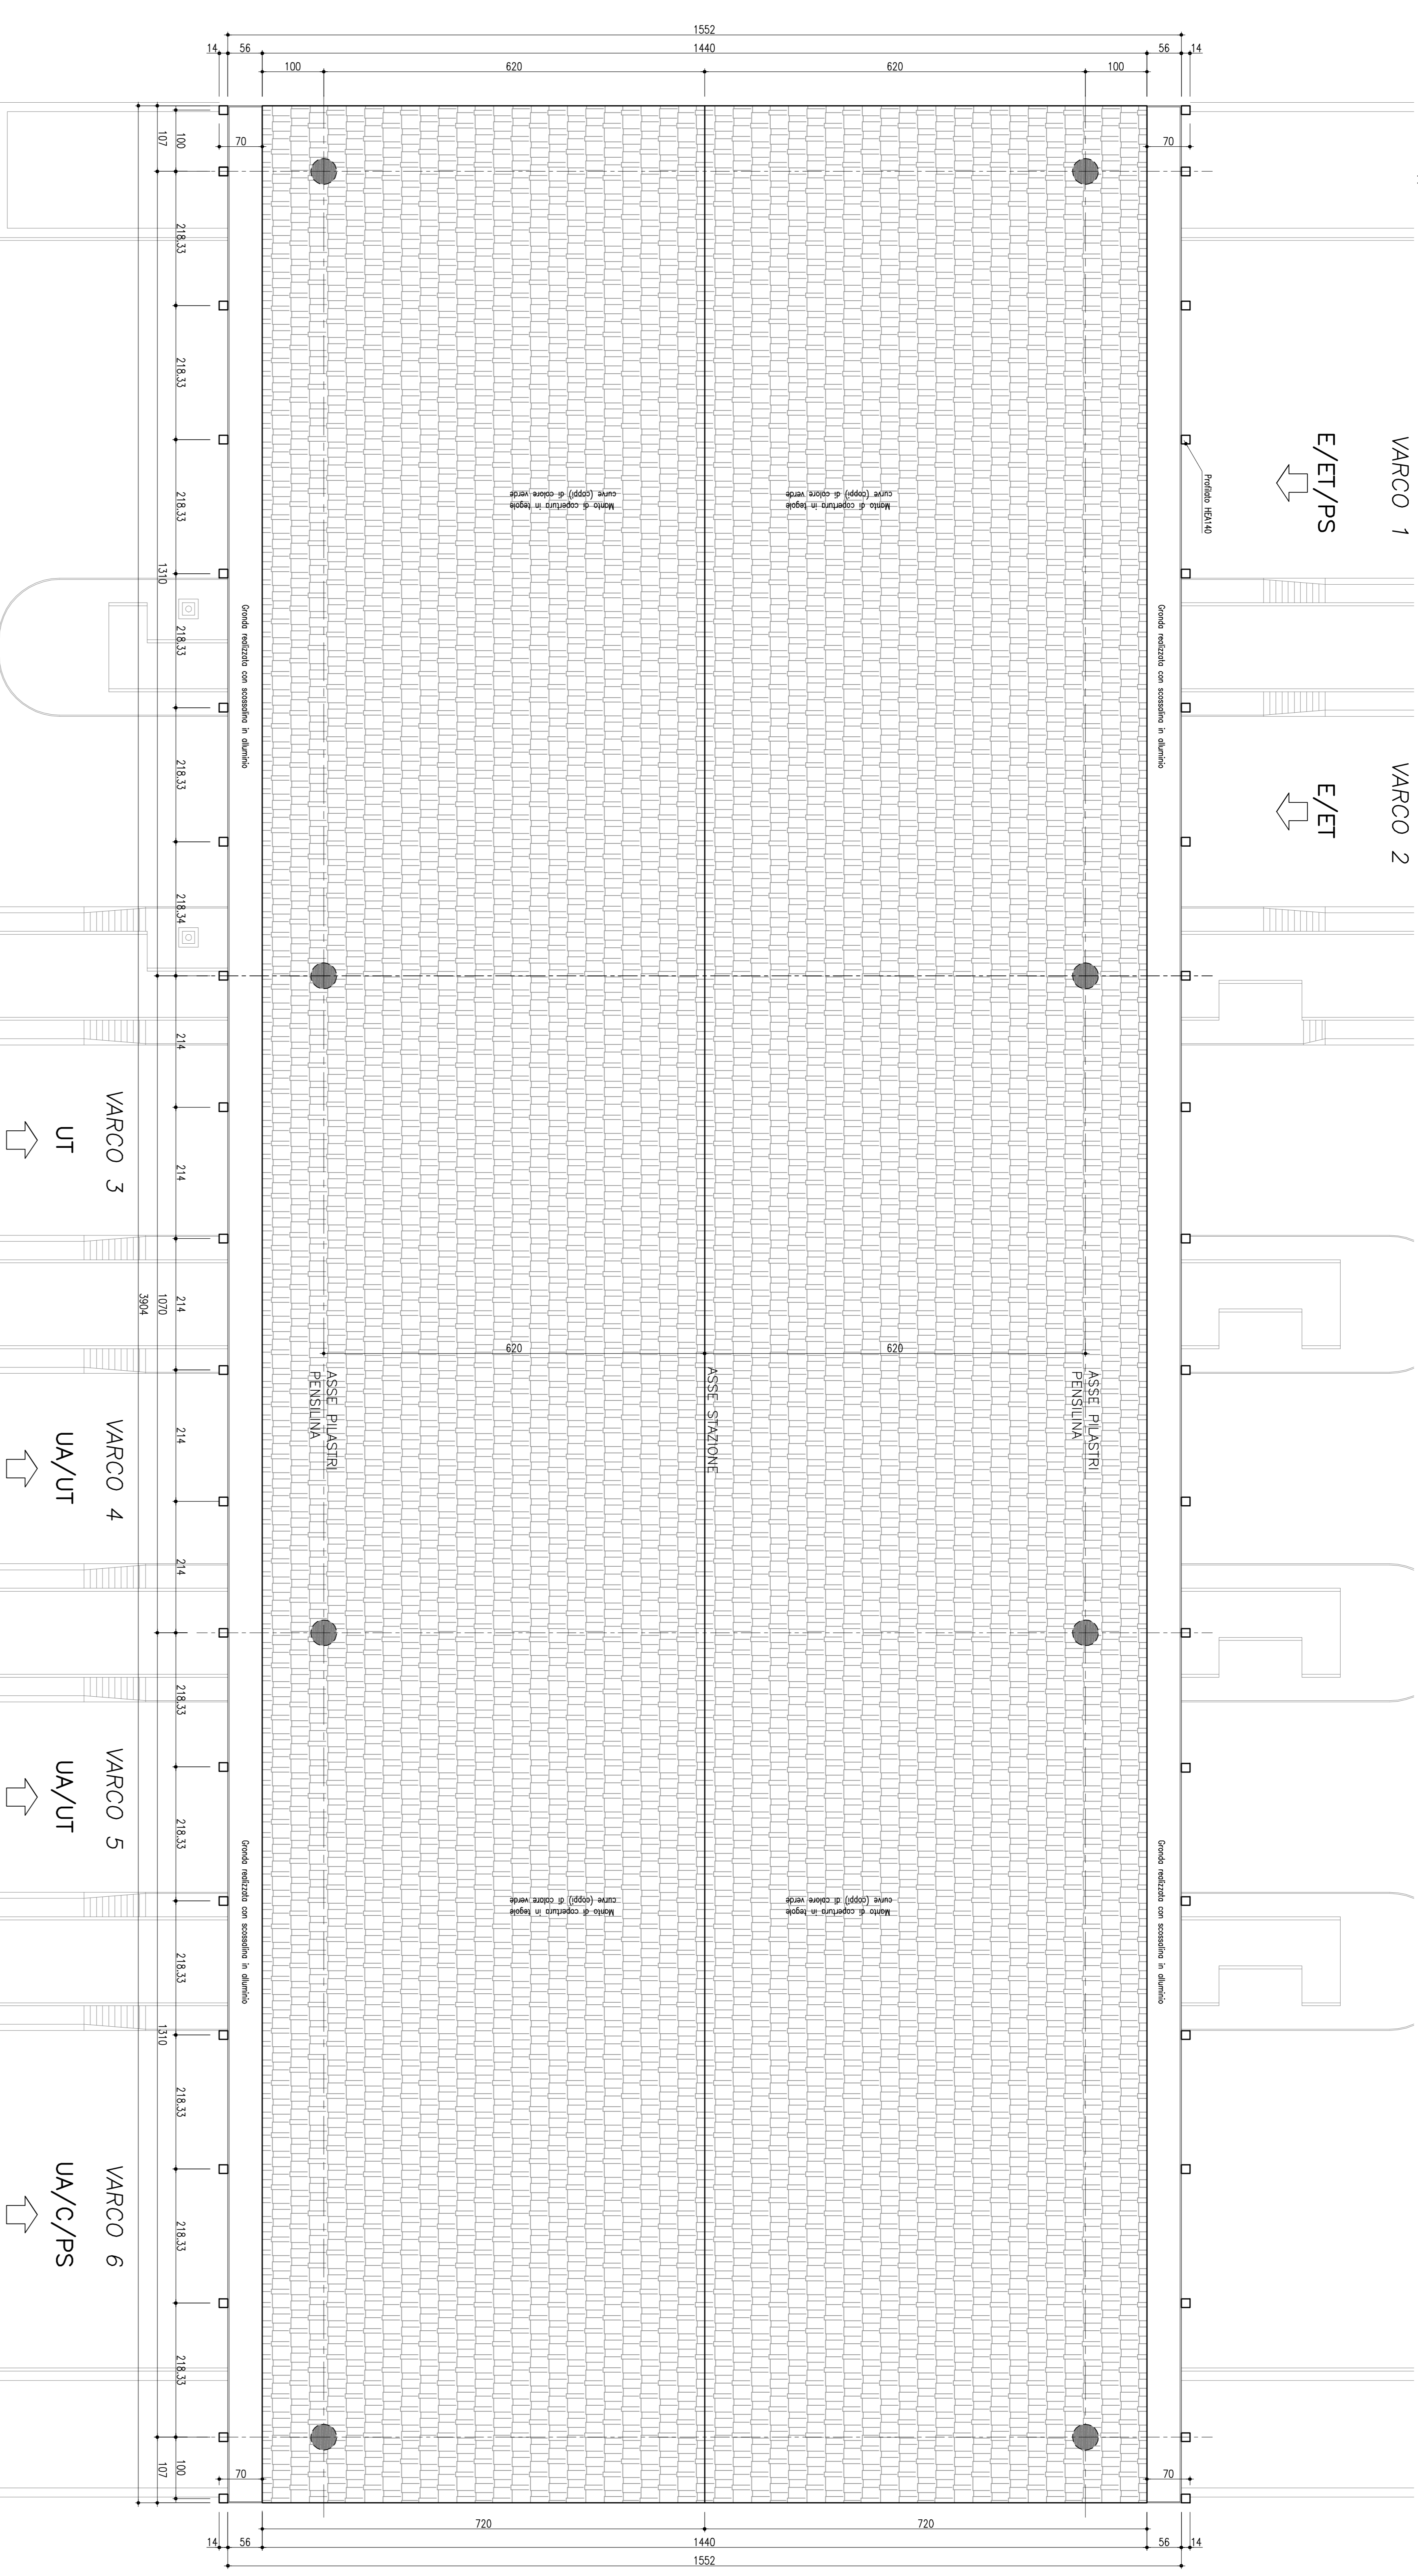 1552
14
56
1440
56
14
100
620
620
100
70
70
107
100
218.33
218.33
218.33
1310
218.33
218.33
218.34
214
214
3904
1070
214
214
214
218.33
218.33
218.33
1310
218.33
218.33
218.33
107
100
VARCO 1
E/ET/PS
Profilato HEA140
VARCO 2
E/ET
Manto di copertura in tegole
curve (coppi) di colore verde
Manto di copertura in tegole
curve (coppi) di colore verde
Gronda realizzata con scossalina in alluminio
Gronda realizzata con scossalina in alluminio
VARCO 3
UT
620
620
ASSE PILASTRI
PENSILINA
ASSE STAZIONE
ASSE PILASTRI
PENSILINA
VARCO 4
UA/UT
VARCO 5
UA/UT
Gronda realizzata con scossalina in alluminio
Gronda realizzata con scossalina in alluminio
Manto di copertura in tegole
curve (coppi) di colore verde
Manto di copertura in tegole
curve (coppi) di colore verde
VARCO 6
UA/C/PS
70
70
720
720
14
56
1440
56
14
1552